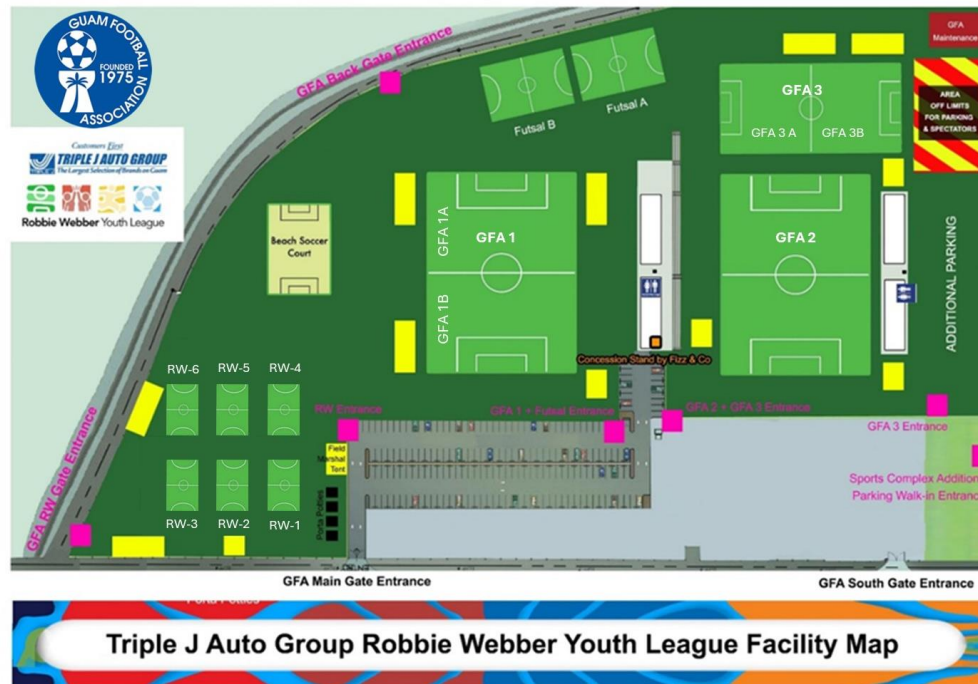 GUAM FOOTBALL
ASSOCIATION
FOUNDED
1975
Customers First
TRIPLE J AUTO GROUP
The Largest Selection of Brands on Guam
Robbie Webber Youth League
GFA Back Gate Entrance
Futsal B
Futsal A
GFA
Maintenance
GFA 3
GFA 3 A
GFA 3B
AREA
OFF LIMITS
FOR PARKING
& SPECTATORS
Beach Soccer
Court
GFA 1
GFA 1A
GFA 1B
GFA 2
ADDITIONAL PARKING
Concession Stand by Fizz & Co
RW-6
RW-5
RW-4
RW-3
RW-2
RW-1
RW Entrance
GFA 1 + Futsal Entrance
GFA 2 + GFA 3 Entrance
GFA 3 Entrance
Field
Marshal
Tent
Porta Potties
GFA RW Gate Entrance
Sports Complex Addition
Parking Walk-in Entranc
GFA Main Gate Entrance
GFA South Gate Entrance
Porta Potties
Triple J Auto Group Robbie Webber Youth League Facility Map